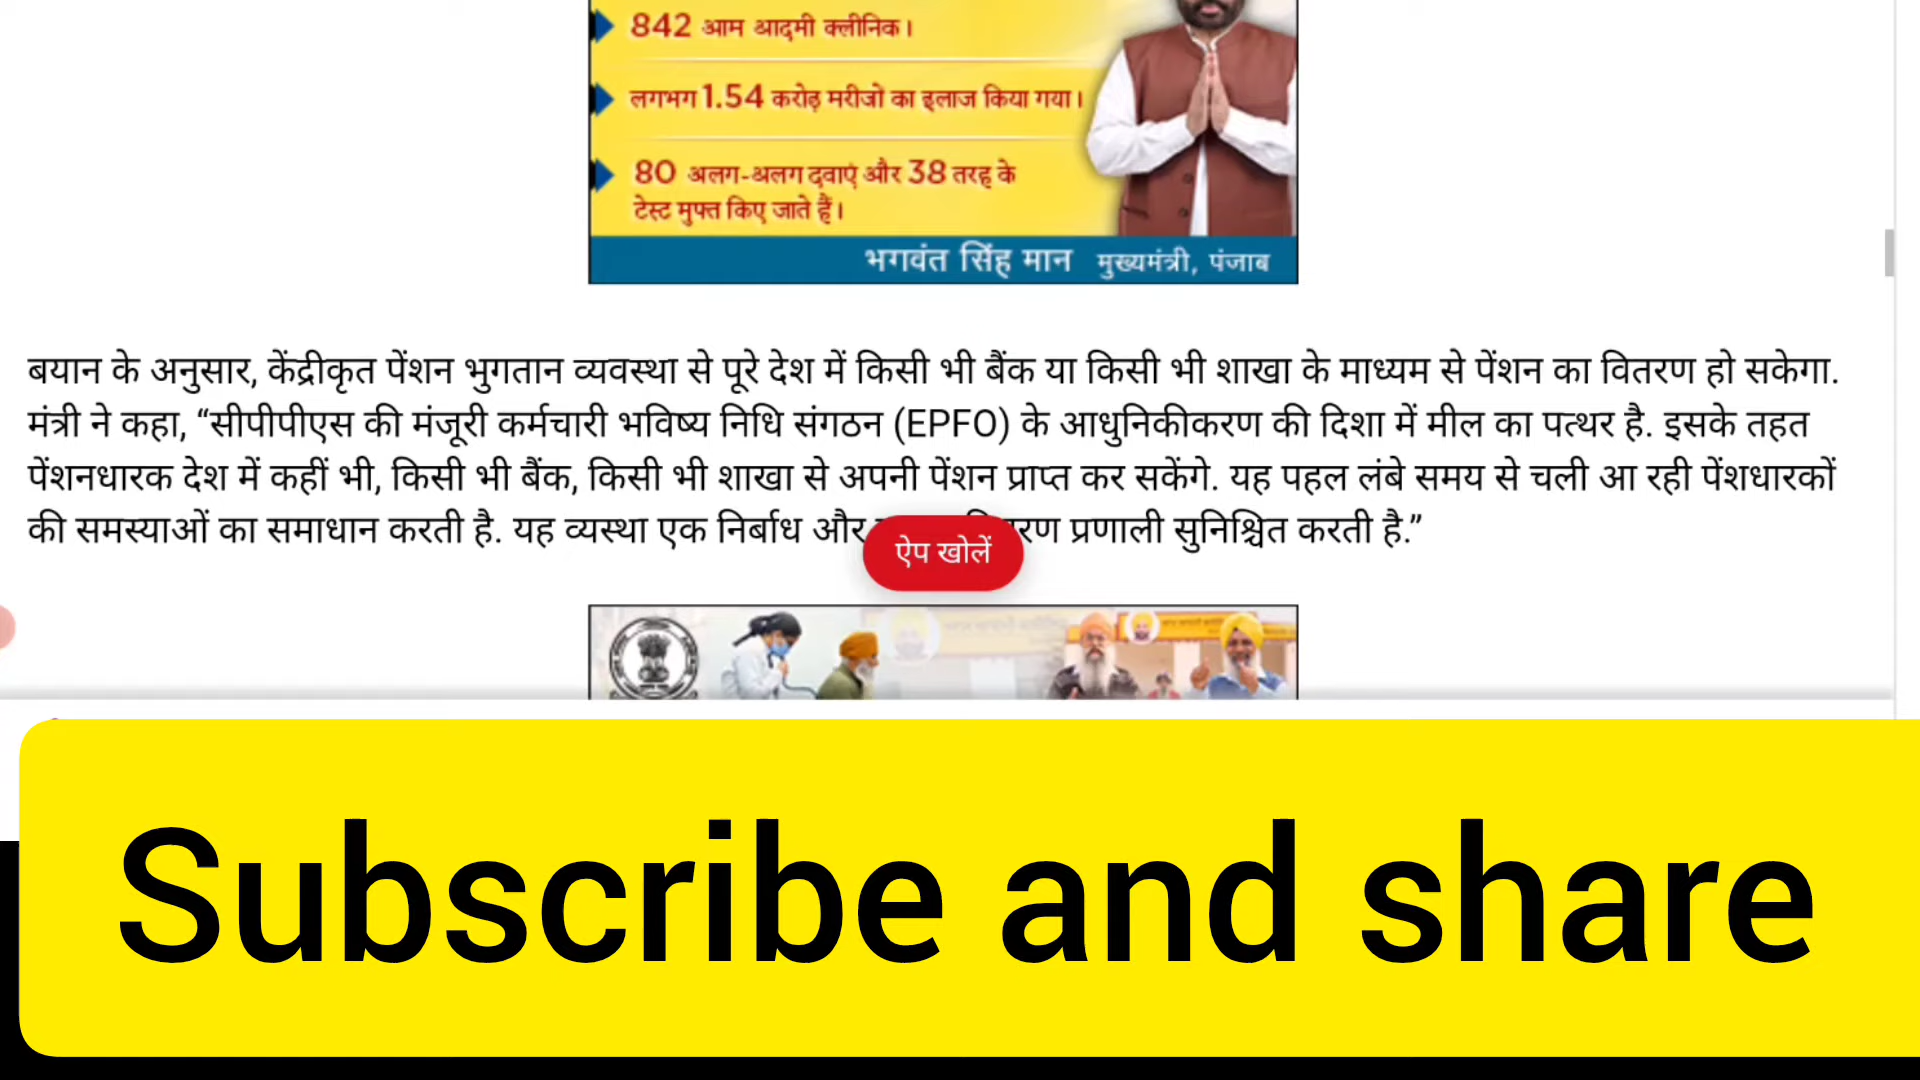 842 आम आदमी क्लीनिक।
लगभग 1.54 करोड़ मरीजों का इलाज किया गया।
80 अलग-अलग दवाएं और 38 तरह के
टेस्ट मुफ्त किए जाते हैं।
भगवंत सिंह मान मुख्यमंत्री, पंजाब
बयान के अनुसार, केंद्रीकृत पेंशन भुगतान व्यवस्था से पूरे देश में किसी भी बैंक या किसी भी शाखा के माध्यम से पेंशन का वितरण हो सकेगा.
मंत्री ने कहा, “सीपीपीएस की मंजूरी कर्मचारी भविष्य निधि संगठन (EPFO) के आधुनिकीकरण की दिशा में मील का पत्थर है. इसके तहत
पेंशनधारक देश में कहीं भी, किसी भी बैंक, किसी भी शाखा से अपनी पेंशन प्राप्त कर सकेंगे. यह पहल लंबे समय से चली आ रही पेंशधारकों
की समस्याओं का समाधान करती है. यह व्यस्था एक निर्बाध और प्रणाली सुनिश्चित करती है.”
ऐप खोलें
Subscribe and share